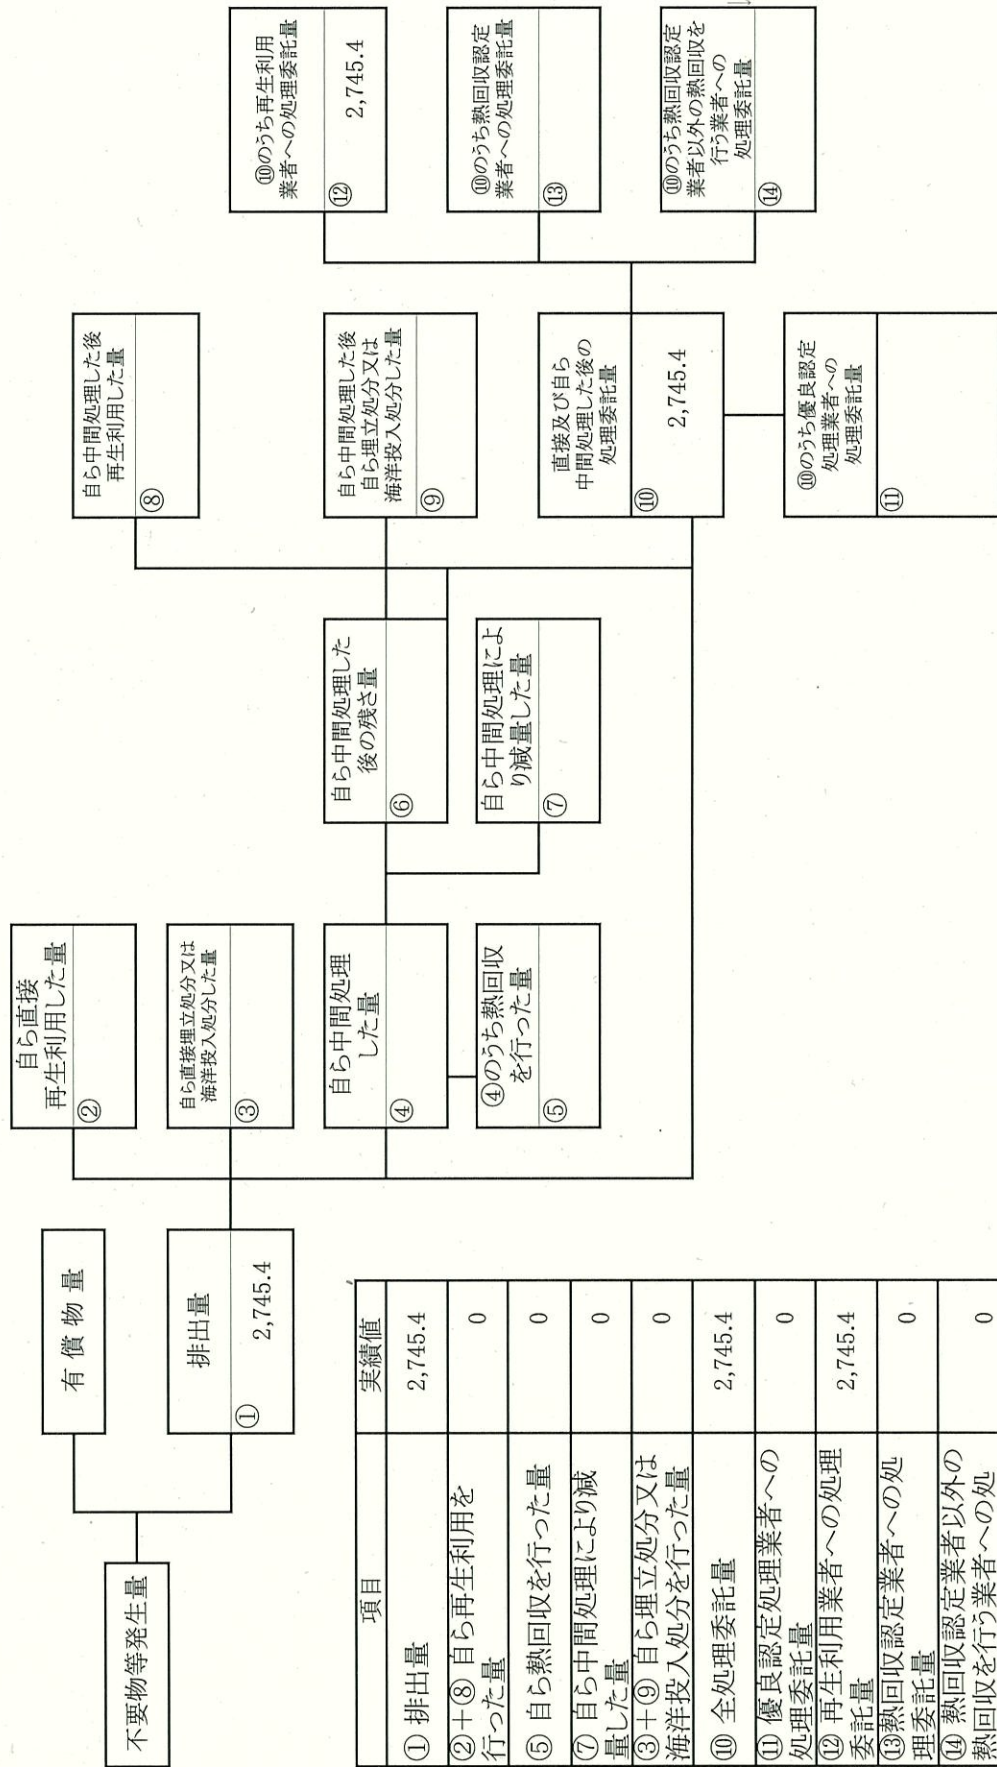 不要物等発生量
有償物量
排出量
①
2,745.4
自ら直接
再生利用した量
②
自ら直接埋立処分又は
海洋投入処分した量
③
自ら中間処理
した量
④
④のうち熱回収
を行った量
⑤
自ら中間処理した
後の残さ量
⑥
自ら中間処理によ
り減量した量
⑦
自ら中間処理した後
再生利用した量
⑧
自ら中間処理した後
自ら埋立処分又は
海洋投入処分した量
⑨
直接及び自ら
中間処理した後の
処理委託量
⑩
2,745.4
⑩のうち優良認定
処理業者への
処理委託量
⑪
⑩のうち再生利用
業者への処理委託量
⑫
2,745.4
⑩のうち熱回収認定
業者への処理委託量
⑬
⑩のうち熱回収認定
業者以外の熱回収を
行う業者への
処理委託量
⑭
項目 実績値
① 排出量 2,745.4
②+⑧ 自ら再生利用を
行った量 0
⑤ 自ら熱回収を行った量 0
⑦ 自ら中間処理により減
量した量 0
③+⑨ 自ら埋立処分又は
海洋投入処分を行った量 0
⑩ 全処理委託量 2,745.4
⑪ 優良認定処理業者への
処理委託量 0
⑫ 再生利用業者への処理
委託量 2,745.4
⑬熱回収認定業者への処
理委託量 0
⑭ 熱回収認定業者以外の
熱回収を行う業者への処 0